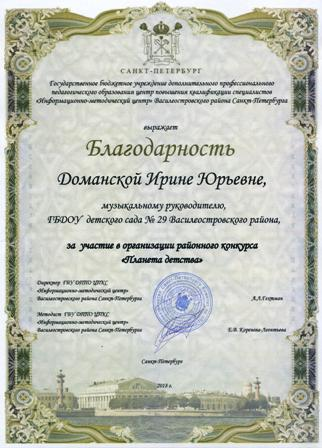 САНКТ-ПЕТЕРБУРГ
Государственное бюджетное учреждение дополнительного профессионального
педагогического образования центр повышения квалификации специалистов
«Информационно-методический центр» Василеостровского района Санкт-Петербурга
выражает
Благодарность
Доманской Ирине Юрьевне,
музыкальному руководителю,
ГБДОУ детского сада № 29 Василеостровского района,
за участие в организации районного конкурса
«Планета детства»
Директор ГБУ ДППО ЦПКС
«Информационно-методический центр»
Василеостровского района Санкт-Петербурга
А.А.Гехтман
Методист ГБУ ДППО ЦПКС
«Информационно-методический центр»
Василеостровского района Санкт-Петербурга
Е.В. Коренева-Леонтьева
Санкт-Петербург
2018 г.